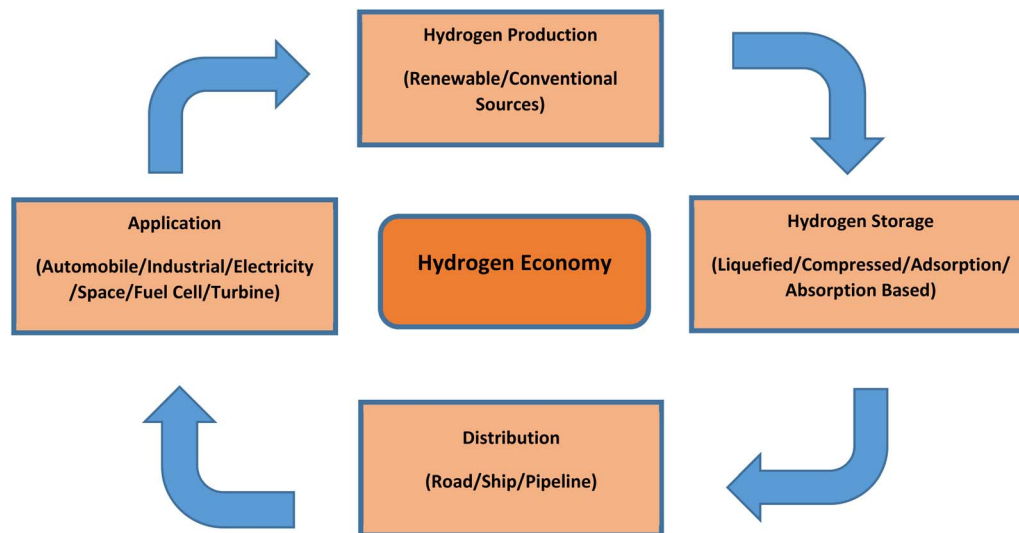 Hydrogen Production
(Renewable/Conventional
Sources)
Application
(Automobile/Industrial/Electricity
/Space/Fuel Cell/Turbine)
Hydrogen Economy
Hydrogen Storage
(Liquefied/Compressed/Adsorption/
Absorption Based)
Distribution
(Road/Ship/Pipeline)